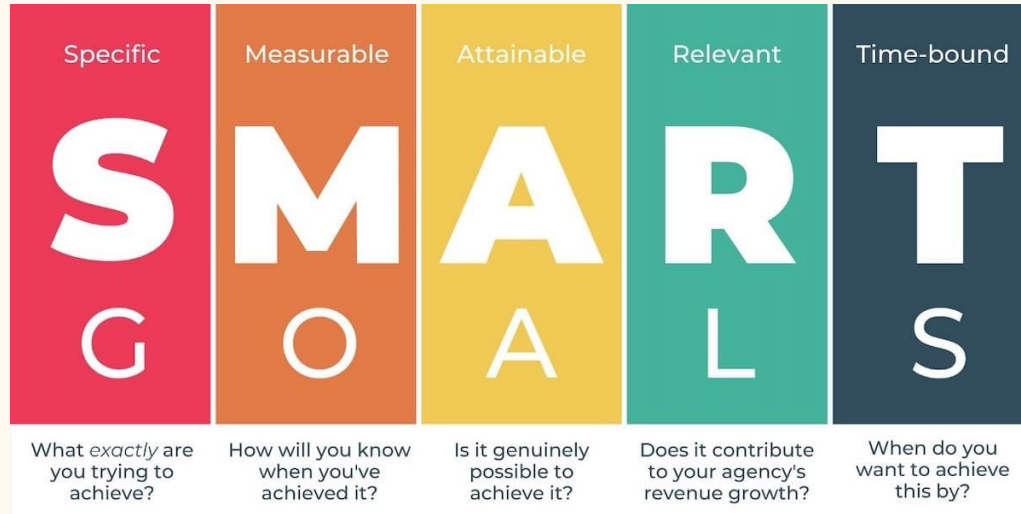 Specific
Measurable
Attainable
Relevant
Time-bound
S
M
A
R
T
G
O
A
L
S
What exactly are
you trying to
achieve?
How will you know
when you've
achieved it?
Is it genuinely
possible to
achieve it?
Does it contribute
to your agency's
revenue growth?
When do you
want to achieve
this by?